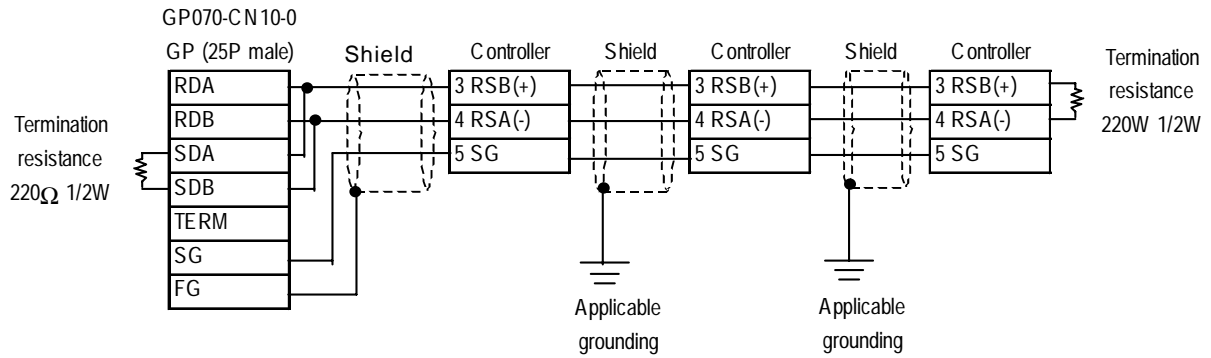 GP070-CN10-0
GP (25P male)
Shield
Controller
Shield
Controller
Shield
Controller
RDA
RDB
SDA
SDB
TERM
SG
FG
Termination
resistance
220Ω 1/2W
3 RSB(+)
4 RSA(-)
5 SG
3 RSB(+)
4 RSA(-)
5 SG
3 RSB(+)
4 RSA(-)
5 SG
Termination
resistance
220W 1/2W
Applicable
grounding
Applicable
grounding